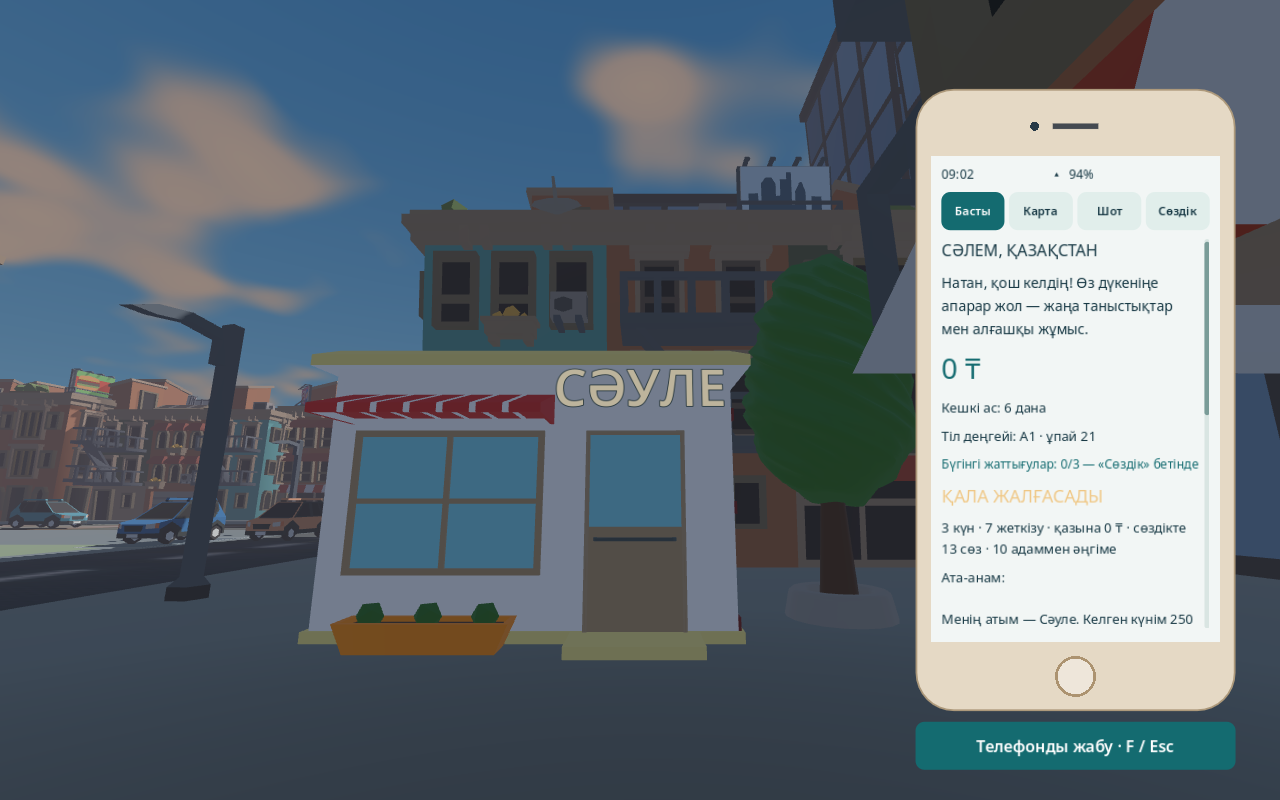 СӘУЛЕ
09:02
94%
Басты
Карта
Шот
Сөздік
СӘЛЕМ, ҚАЗАҚСТАН
Натан, қош келдің! Өз дүкеніңе
апарар жол — жаңа таныстықтар
мен алғашқы жұмыс.
0 ₸
Кешкі ас: 6 дана
Тіл деңгейі: A1 · ұпай 21
Бүгінгі жаттығулар: 0/3 — «Сөздік» бетінде
ҚАЛА ЖАЛҒАСАДЫ
3 күн · 7 жеткізу · қазына 0 ₸ · сөздікте
13 сөз · 10 адаммен әңгіме
Ата-анам:
Менің атым — Сәуле. Келген күнім 250
Телефонды жабу · F / Esc